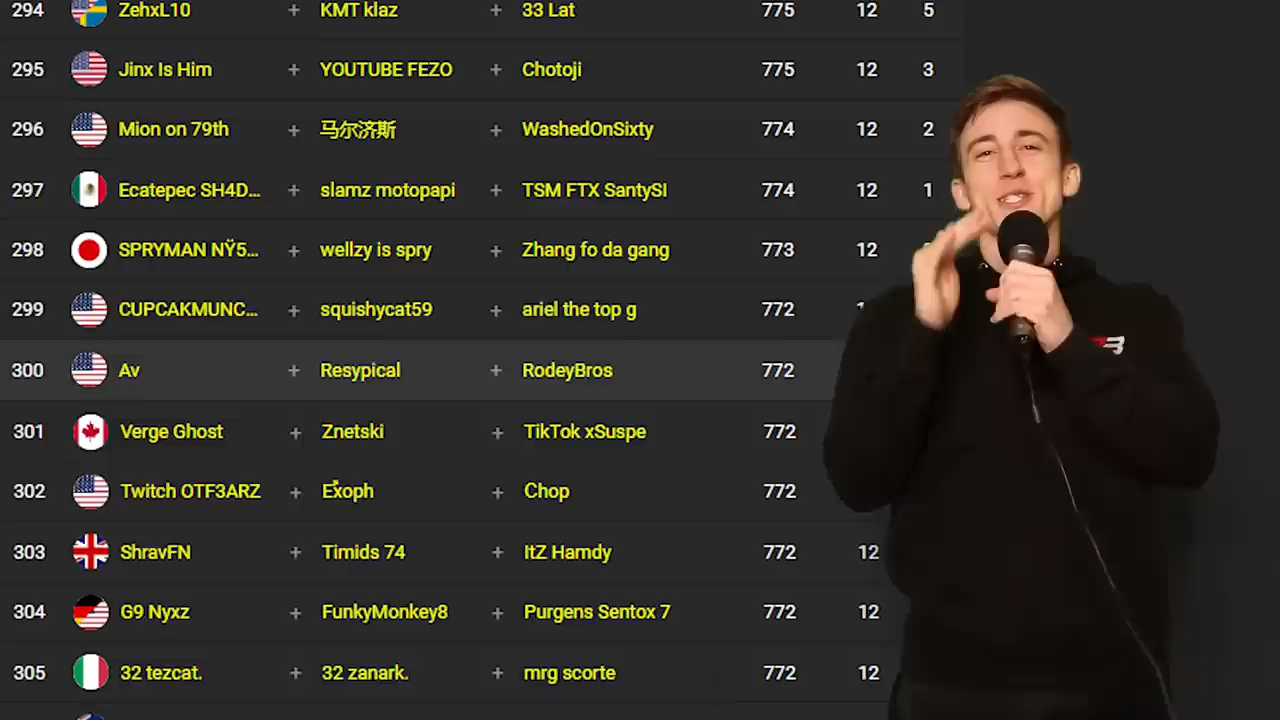 294 ZehxL10 + KMT klaz + 33 Lat 775 12 5
295 Jinx Is Him + YOUTUBE FEZO + Chotoji 775 12 3
296 Mion on 79th + 马尔济斯 + WashedOnSixty 774 12 2
297 Ecatepec SH4D... + slamz motopapi + TSM FTX SantySI 774 12 1
298 SPRYMAN NŸ5... + wellzy is spry + Zhang fo da gang 773 12
299 CUPCAKMUNC... + squishycat59 + ariel the top g 772
300 Av + Resypical + RodeyBros 772
301 Verge Ghost + Znetski + TikTok xSuspe 772
302 Twitch OTF3ARZ + Exoph + Chop 772
303 ShravFN + Timids 74 + ItZ Hamdy 772 12
304 G9 Nyxz + FunkyMonkey8 + Purgens Sentox 7 772 12
305 32 tezcat. + 32 zanark. + mrg scorte 772 12